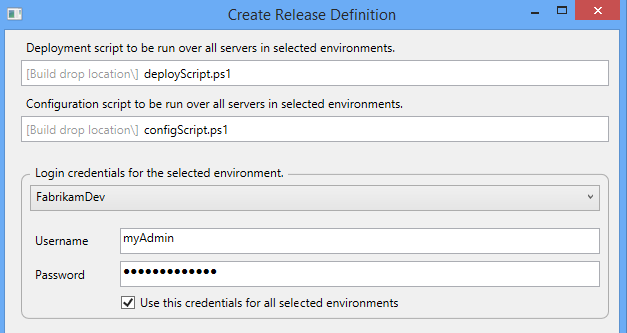 Create Release Definition
Deployment script to be run over all servers in selected environments.
[Build drop location\] deployScript.ps1
Configuration script to be run over all servers in selected environments.
[Build drop location\] configScript.ps1
Login credentials for the selected environment.
FabrikamDev
Username myAdmin
Password ●●●●●●●●●●●●●
Use this credentials for all selected environments